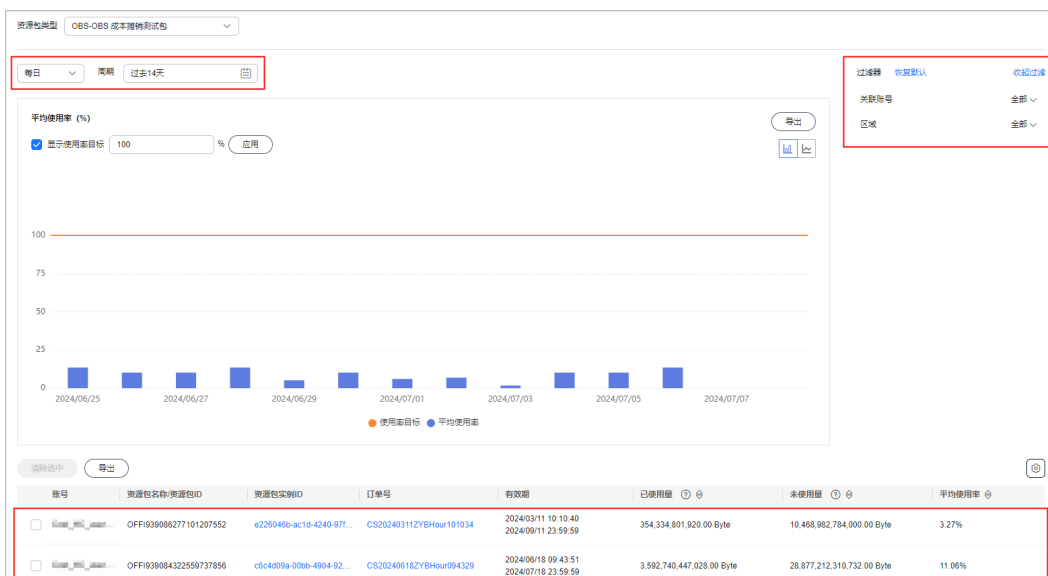 资源包类型 OBS-OBS 成本摊销测试包
每日 周期 过去14天
过滤器 恢复默认 收起过滤
关联账号 全部
区域 全部
平均使用率 (%)
导出
显示使用率目标 100 % 应用
100
75
50
25
0
2024/06/25 2024/06/27 2024/06/29 2024/07/01 2024/07/03 2024/07/05 2024/07/07
使用率目标 平均使用率
清除选中 导出
账号 资源包名称/资源包ID 资源包实例ID 订单号 有效期 已使用量 未使用量 平均使用率
OFFI939086277101207552 e226046b-ac1d-4240-97f... CS20240311ZYBHour101034 2024/03/11 10:10:40 354,334,801,920.00 Byte 10,468,982,784,000.00 Byte 3.27%
2024/09/11 23:59:59
OFFI939084322559737856 c6c4d09a-00bb-4904-92... CS20240618ZYBHour094329 2024/06/18 09:43:51 3,592,740,447,028.00 Byte 28,877,212,310,732.00 Byte 11.06%
2024/07/18 23:59:59